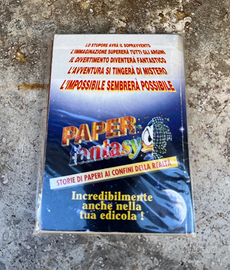 LO STUPORE AVRÀ IL SOPRAVVENTO
L'IMMAGINAZIONE SUPERERÀ TUTTI GLI ARGINI
IL DIVERTIMENTO DIVENTERÀ FANTASTICO
L'AVVENTURA SI TINGERÀ DI MISTERO
L'IMPOSSIBILE SEMBRERÀ POSSIBILE
PAPER
fantasy
STORIE DI PAPERI AI CONFINI DELLA REALTÀ
Incredibilmente
anche nella
tua edicola !